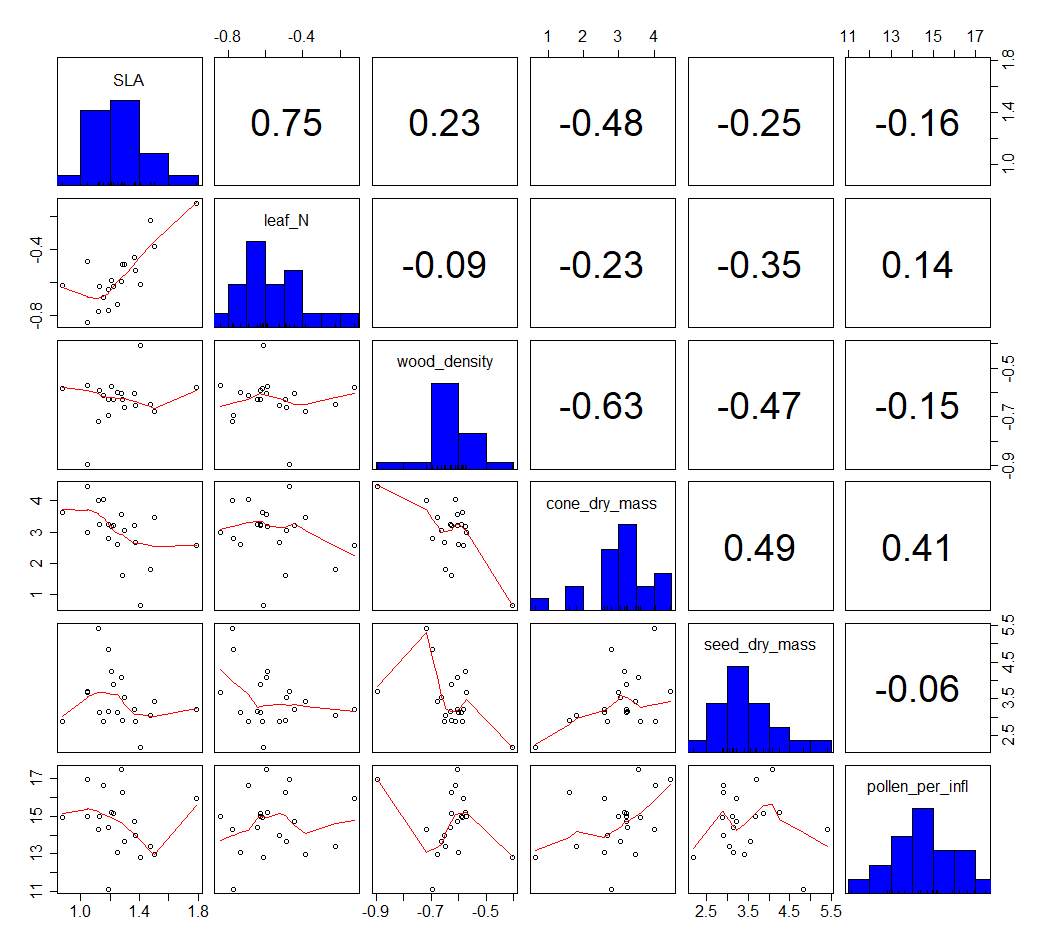 -0.8 -0.4 1 2 3 4 11 13 15 17
SLA 0.75 0.23 -0.48 -0.25 -0.16 1.0 1.4 1.8
-0.8 -0.4 leaf_N -0.09 -0.23 -0.35 0.14
wood_density -0.63 -0.47 -0.15 -0.9 -0.7 -0.5
1 2 3 4 cone_dry_mass 0.49 0.41
seed_dry_mass -0.06 2.5 3.5 4.5 5.5
11 13 15 17 pollen_per_infl
1.0 1.4 1.8 -0.9 -0.7 -0.5 2.5 3.5 4.5 5.5